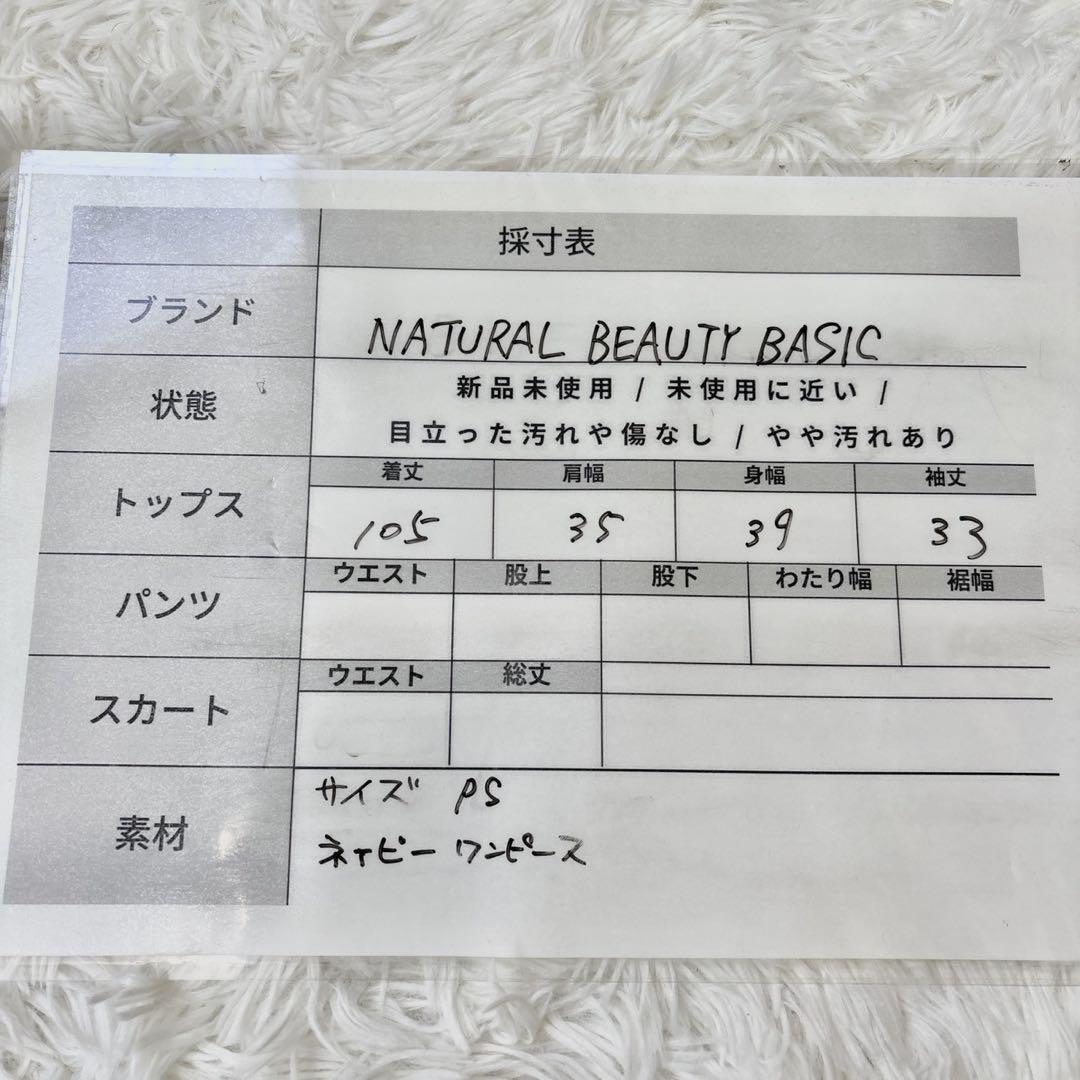 採寸表
ブランド
NATURAL BEAUTY BASIC
状態
新品未使用 / 未使用に近い /
目立った汚れや傷なし / やや汚れあり
トップス
着丈 肩幅 身幅 袖丈
105 35 39 33
パンツ
ウエスト 股上 股下 わたり幅 裾幅
スカート
ウエスト 総丈
素材
サイズ PS
ネイビー ワンピース